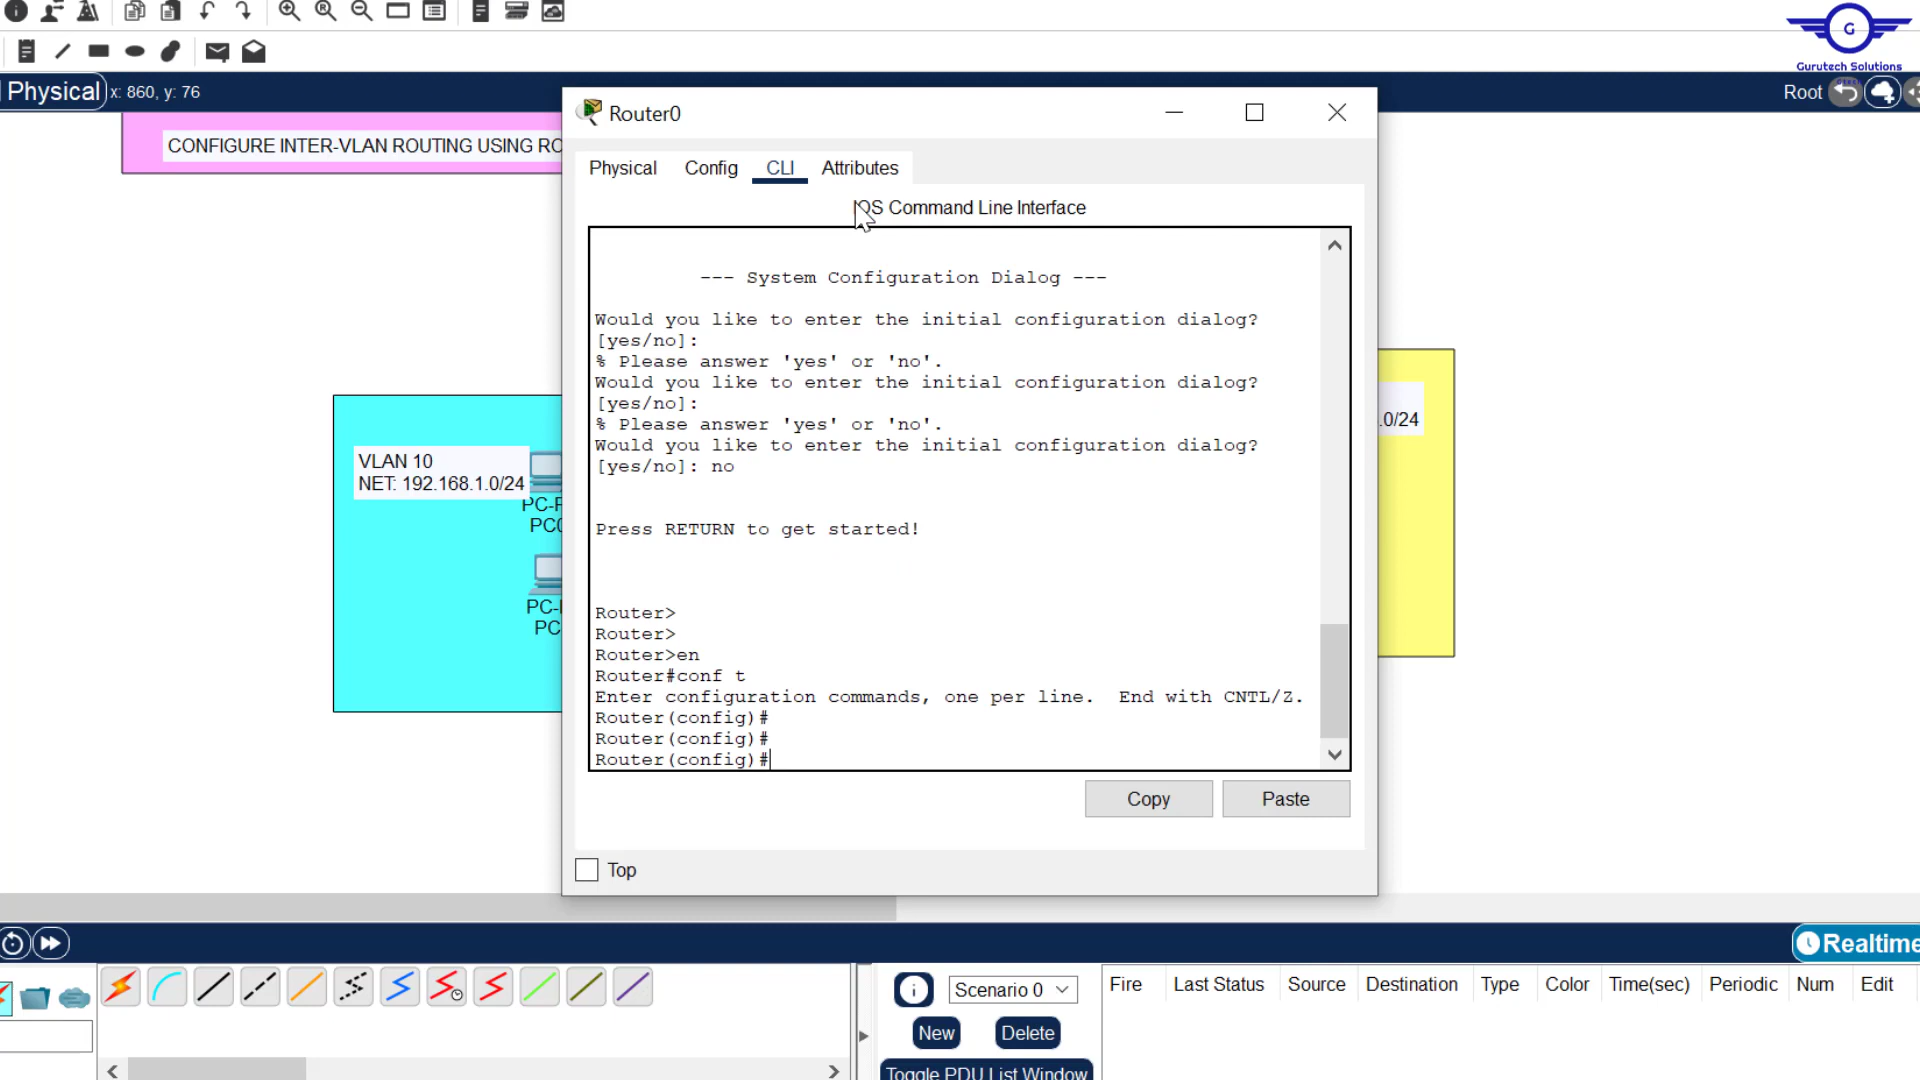 G
Gurutech Solutions
Physical
x: 860, y: 76
Root
CONFIGURE INTER-VLAN ROUTING USING RO
Router0
Physical
Config
CLI
Attributes
IOS Command Line Interface
--- System Configuration Dialog ---
Would you like to enter the initial configuration dialog?
[yes/no]:
% Please answer 'yes' or 'no'.
Would you like to enter the initial configuration dialog?
[yes/no]:
% Please answer 'yes' or 'no'.
Would you like to enter the initial configuration dialog?
[yes/no]: no
Press RETURN to get started!
Router>
Router>
Router>en
Router#conf t
Enter configuration commands, one per line.  End with CNTL/Z.
Router(config)#
Router(config)#
Router(config)#
Copy
Paste
Top
VLAN 10
NET: 192.168.1.0/24
PC-P
PC0
PC-
PC
.0/24
Realtime
Scenario 0
New
Delete
Toggle PDU List Window
Fire
Last Status
Source
Destination
Type
Color
Time(sec)
Periodic
Num
Edit